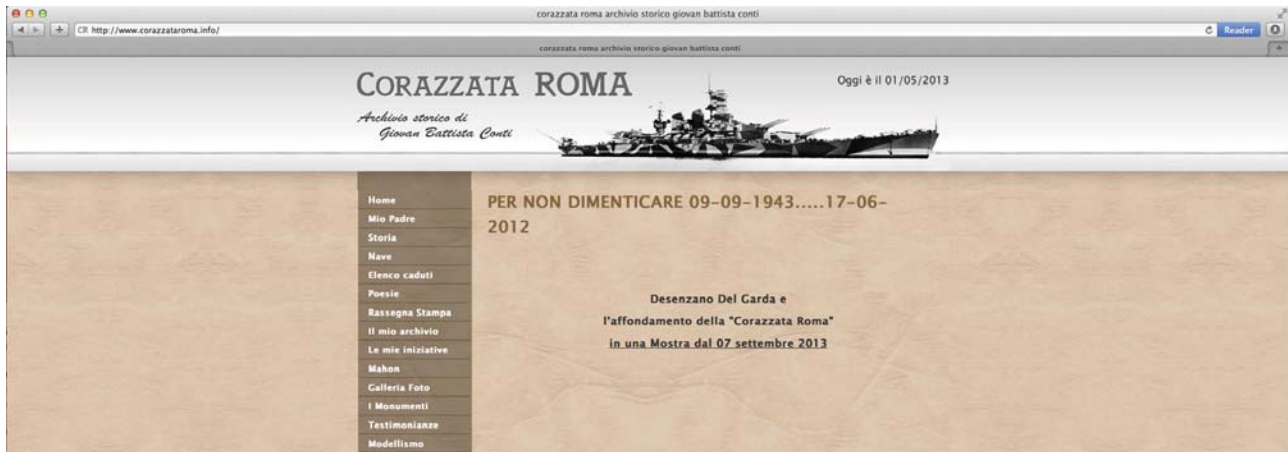 corazzata roma archivio storico giovan battista conti
http://www.corazzataroma.info/
Reader
corazzata roma archivio storico giovan battista conti
CORAZZATA ROMA
Oggi è il 01/05/2013
Archivio storico di
Giovan Battista Conti
Home
Mio Padre
Storia
Nave
Elenco caduti
Poesie
Rassegna Stampa
Il mio archivio
Le mie iniziative
Mahon
Galleria Foto
I Monumenti
Testimonianze
Modellismo
PER NON DIMENTICARE 09-09-1943.....17-06-
2012
Desenzano Del Garda e
l'affondamento della "Corazzata Roma"
in una Mostra dal 07 settembre 2013